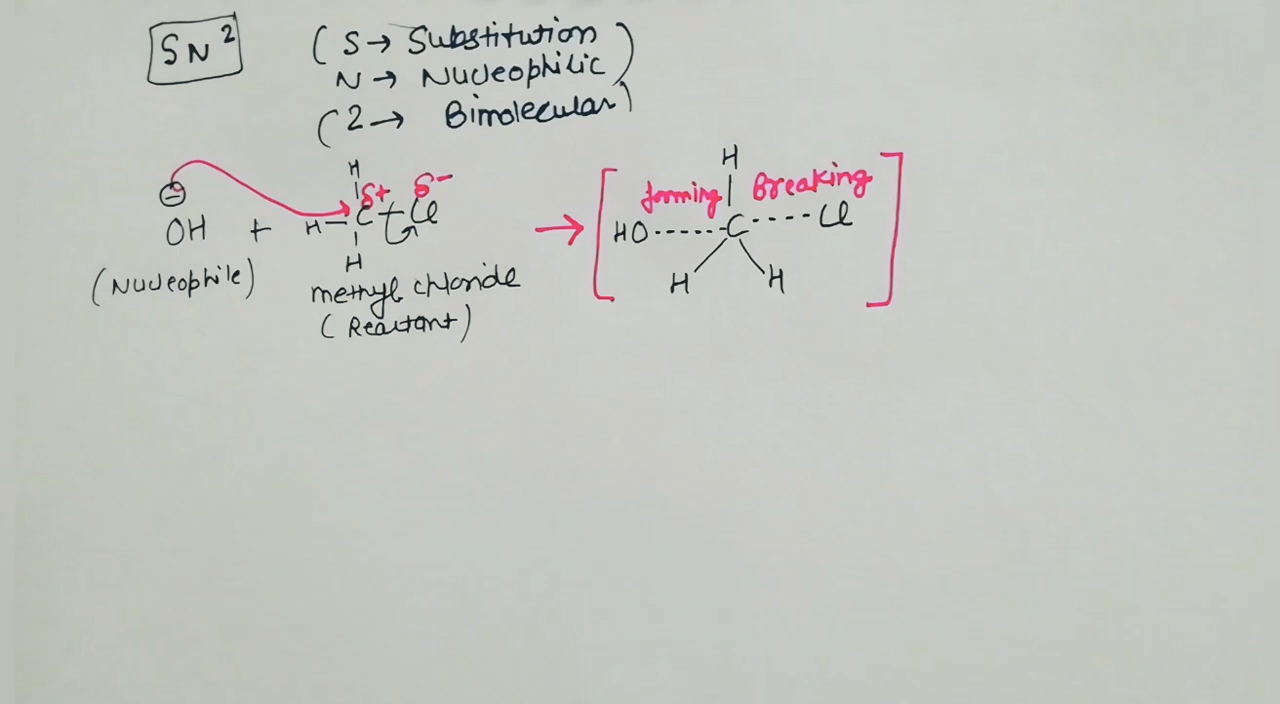 SN² (S→ Substitution)
N→ Nucleophilic
(2→ Bimolecular)
H
δ+ δ-
⊖
OH + H-C-Cl → [HO-----C----Cl]
H
forming Breaking
H
H H
(Nucleophile)
methyl chloride
(Reactant)